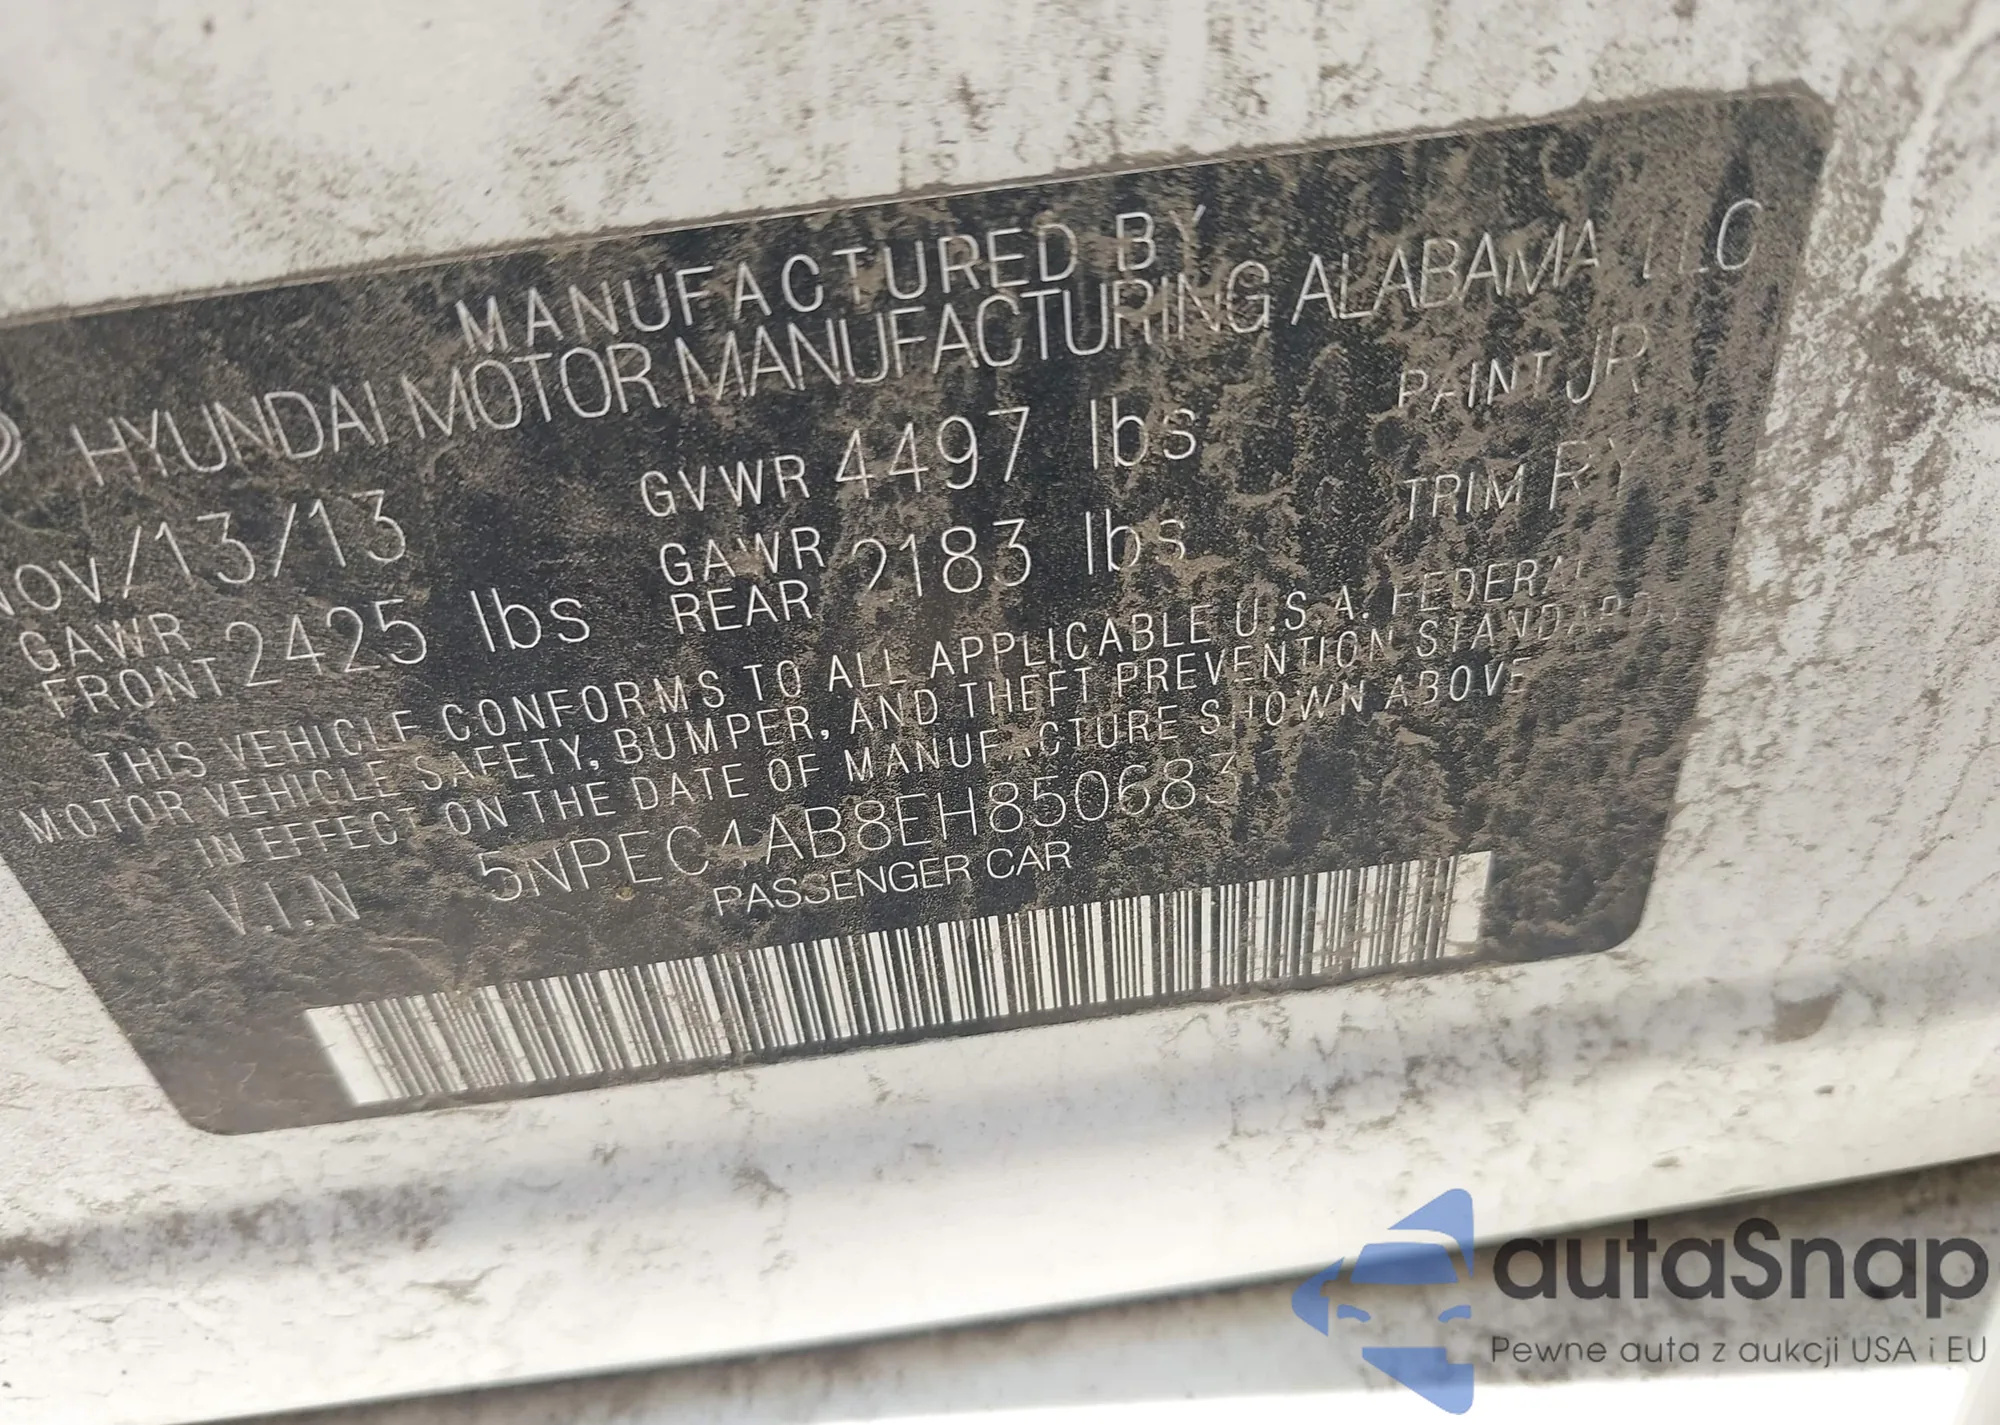 MANUFACTURED BY
HYUNDAI MOTOR MANUFACTURING ALABAMA LLC
NOV/13/13 GVWR 4497 lbs PAINT JR
GAWR FRONT 2425 lbs GAWR REAR 2183 lbs TRIM RY
THIS VEHICLE CONFORMS TO ALL APPLICABLE U.S.A. FEDERAL
MOTOR VEHICLE SAFETY, BUMPER, AND THEFT PREVENTION STANDARDS
IN EFFECT ON THE DATE OF MANUFACTURE SHOWN ABOVE
V.I.N 5NPEC4AB8EH850683
PASSENGER CAR
autaSnap
Pewne auta z aukcji USA i EU